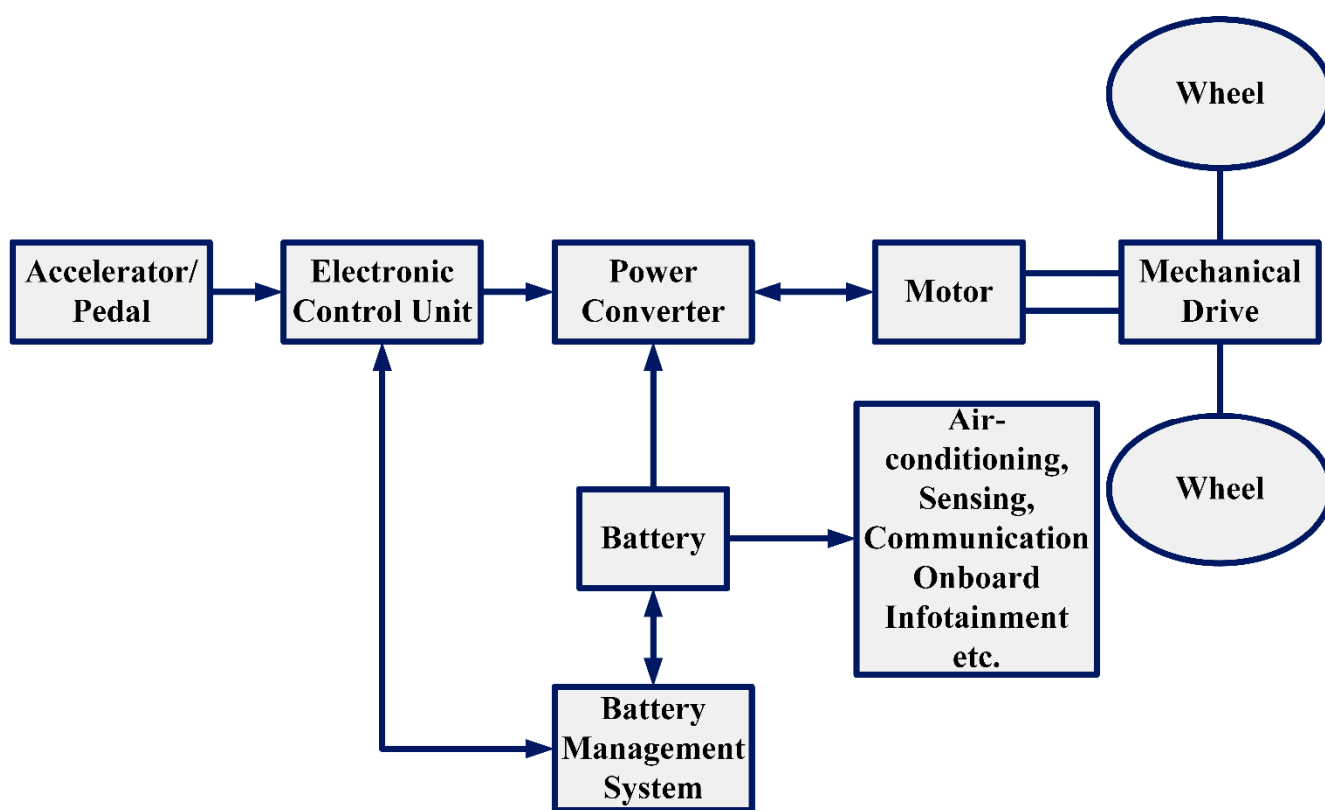 Wheel
Accelerator/
Pedal
Electronic
Control Unit
Power
Converter
Motor
Mechanical
Drive
Air-
conditioning,
Sensing,
Communication
Onboard
Infotainment
etc.
Wheel
Battery
Battery
Management
System